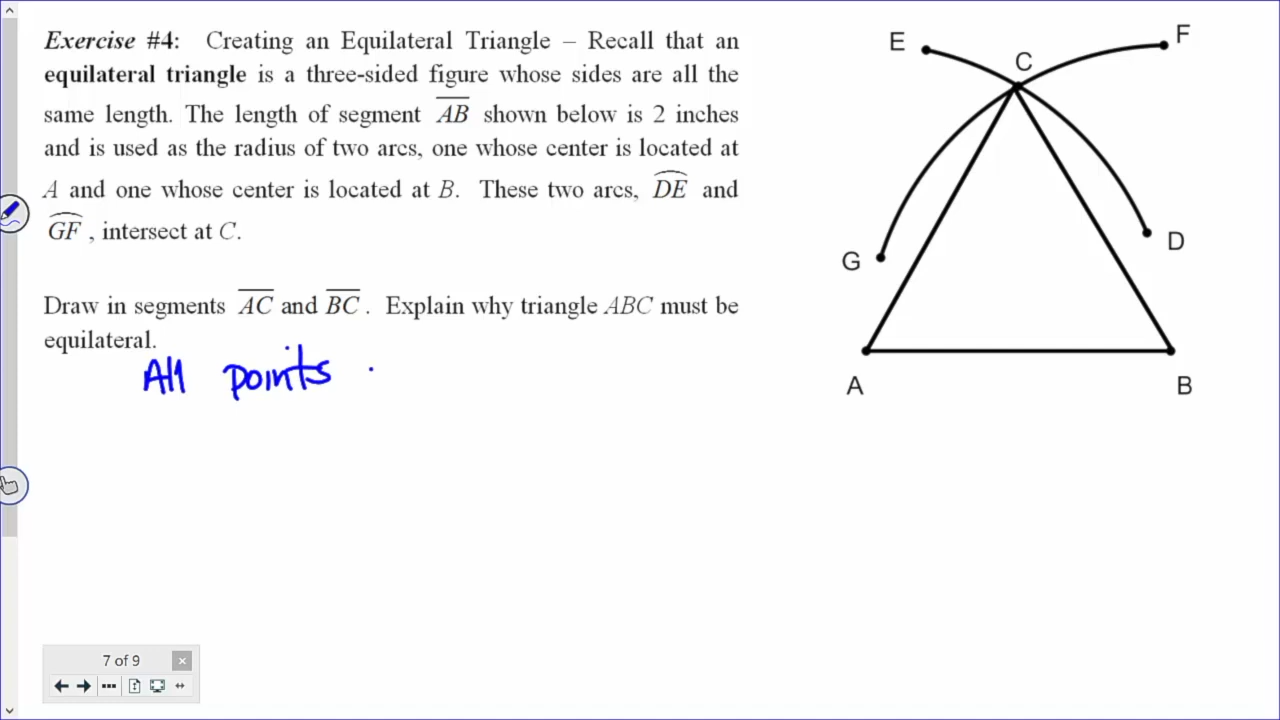 Exercise #4: Creating an Equilateral Triangle – Recall that an
equilateral triangle is a three-sided figure whose sides are all the
same length. The length of segment AB shown below is 2 inches
and is used as the radius of two arcs, one whose center is located at
A and one whose center is located at B. These two arcs, DE and
GF, intersect at C.
Draw in segments AC and BC. Explain why triangle ABC must be
equilateral.
All points
E
F
C
D
G
A
B
7 of 9